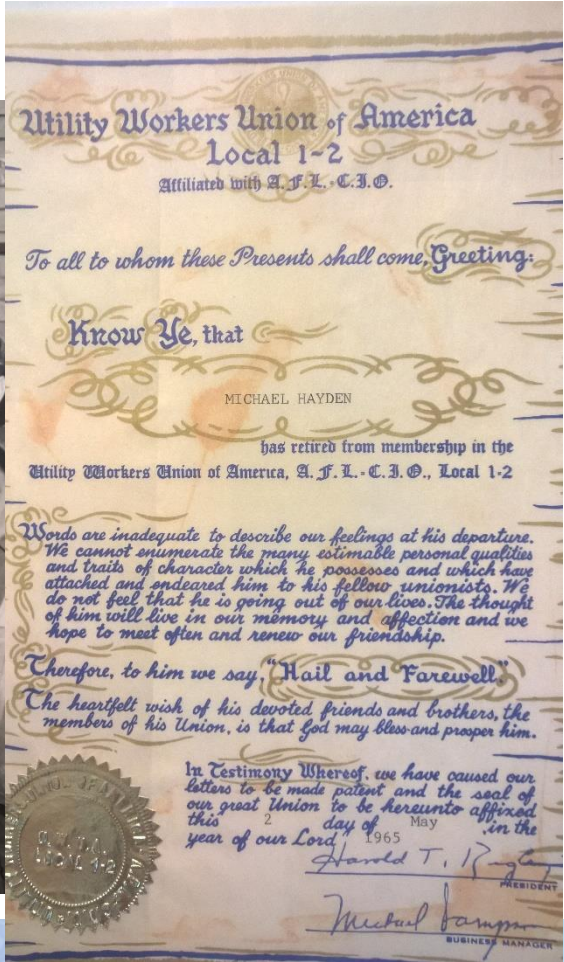 Utility Workers Union of America
Local 1-2
Affiliated with A.F.L.-C.I.O.
To all to whom these Presents shall come, Greeting:
Know Ye, that
MICHAEL HAYDEN
has retired from membership in the
Utility Workers Union of America, A.F.L.-C.I.O., Local 1-2
Words are inadequate to describe our feelings at his departure.
We cannot enumerate the many estimable personal qualities
and traits of character which he possesses and which have
attached and endeared him to his fellow unionists. We
do not feel that he is going out of our lives. The thought
of him will live in our memory and affection and we
hope to meet often and renew our friendship.
Therefore, to him we say, "Hail and Farewell."
The heartfelt wish of his devoted friends and brothers, the
members of his Union, is that God may bless and prosper him.
In Testimony Whereof, we have caused our
letters to be made patent and the seal of
our great Union to be hereunto affixed
this 2 day of May , in the
year of our Lord 1965
Harold T.
PRESIDENT
Michael
BUSINESS MANAGER
LOCAL 1-2